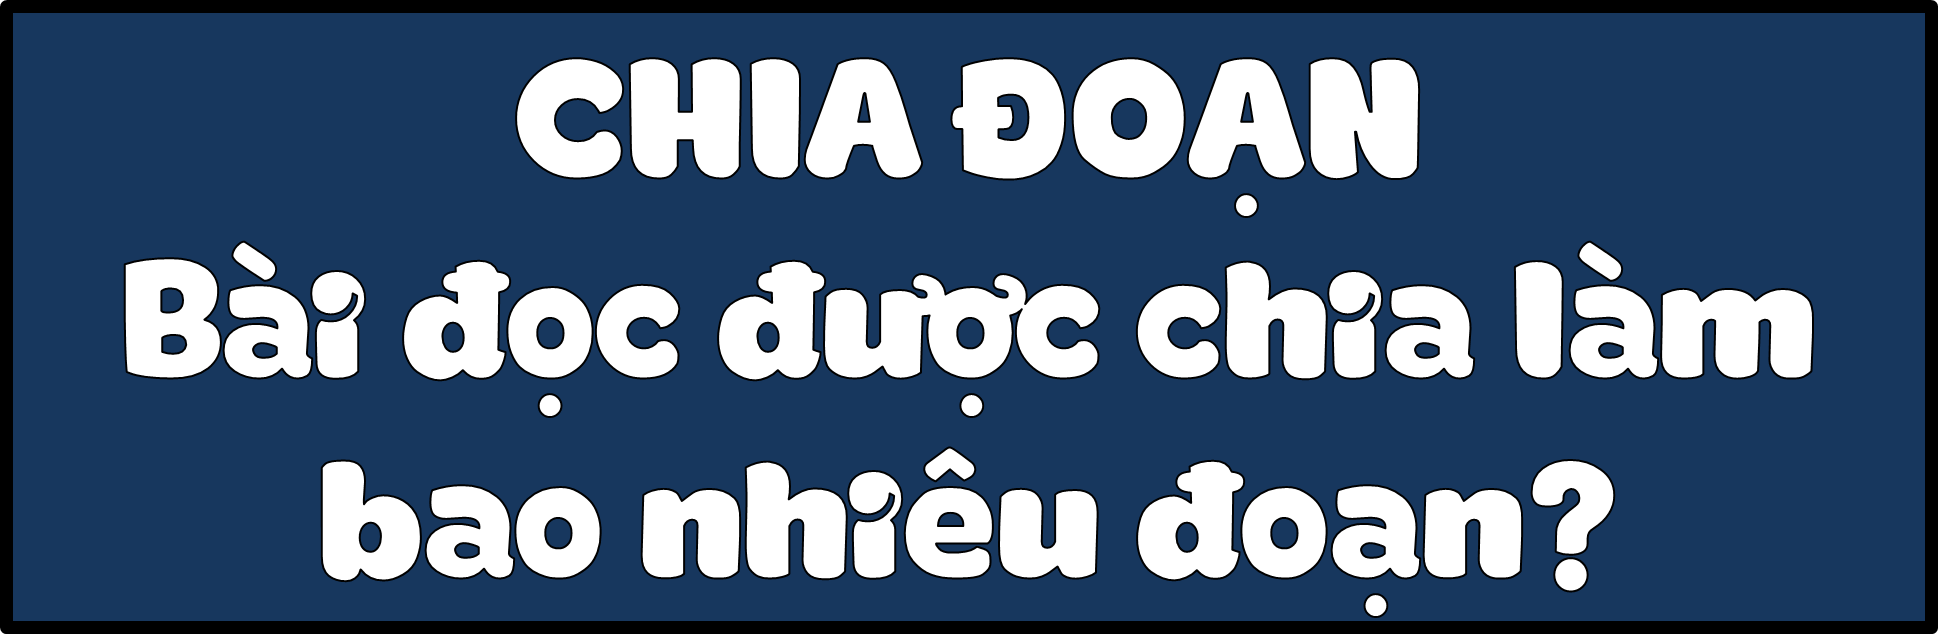 CHIA ĐOẠN
Bài đọc được chia làm
bao nhiêu đoạn?